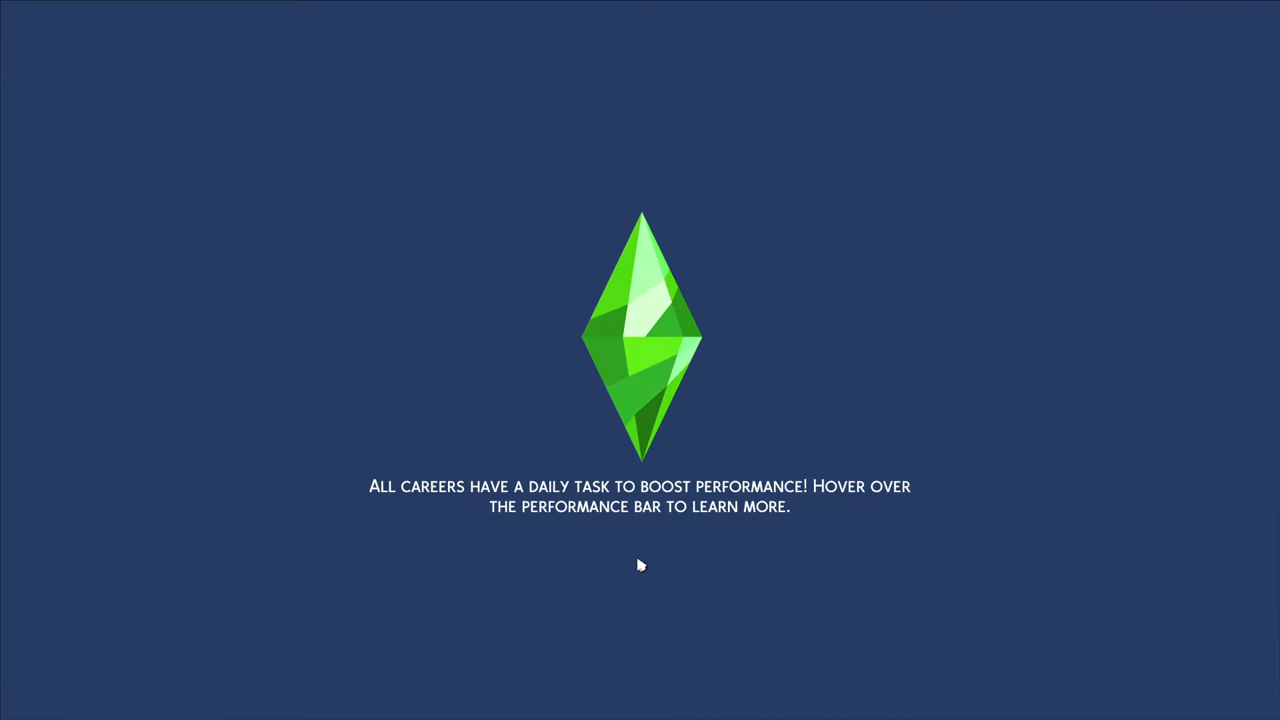 All careers have a daily task to boost performance! Hover over
the performance bar to learn more.